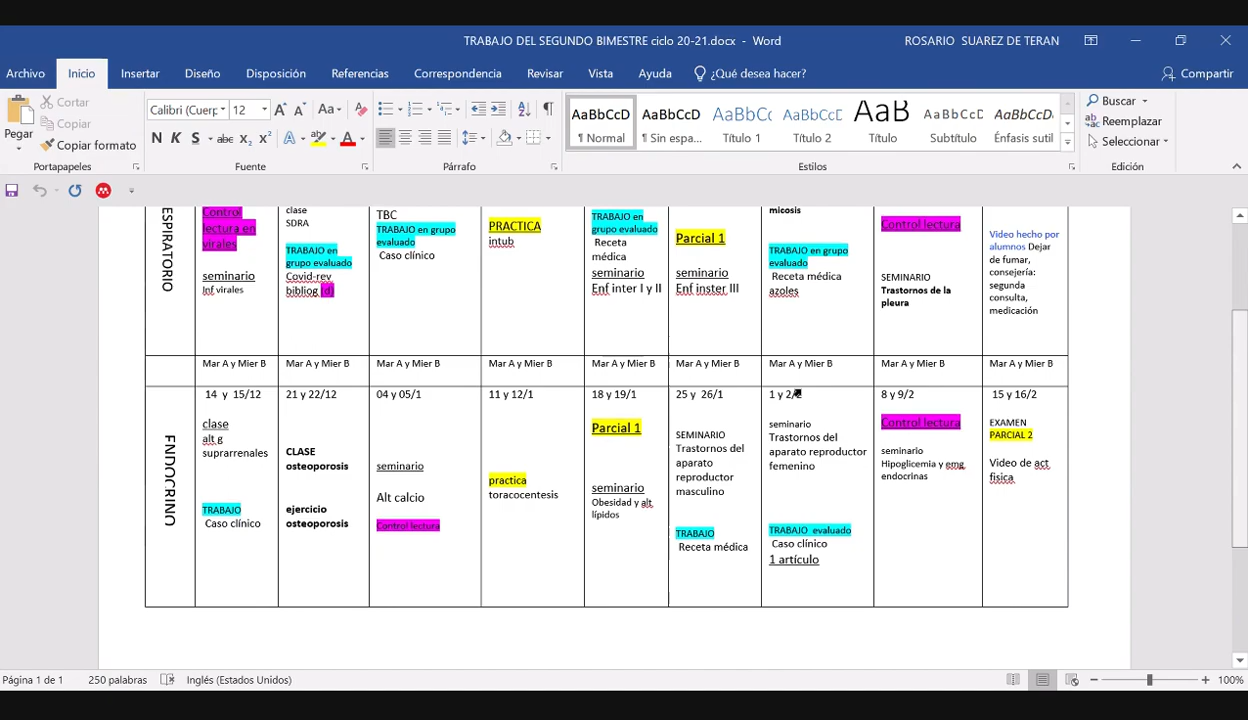 TRABAJO DEL SEGUNDO BIMESTRE ciclo 20-21.docx - Word
ROSARIO SUAREZ DE TERAN
Archivo Inicio Insertar Diseño Disposición Referencias Correspondencia Revisar Vista Ayuda ¿Qué desea hacer? Compartir
Pegar
Cortar
Copiar
Copiar formato
Calibri (Cuerp 12
Aa
N K S abc x₂ x²
AaBbCcD
¶ Normal
AaBbCcD
¶ Sin espa...
AaBbCc
Título 1
AaBbCcD
Título 2
AaB
Título
AaBbCcD
Subtítulo
AaBbCcD
Énfasis sutil
Buscar
Reemplazar
Seleccionar
Portapapeles Fuente Párrafo Estilos Edición
ESPIRATORIO
Control
lectura en
virales
seminario
Inf virales
clase
SDRA
TRABAJO en
grupo evaluado
Covid-rev
bibliog (d)
TBC
TRABAJO en grupo
evaluado
Caso clínico
PRACTICA
intub
TRABAJO en
grupo evaluado
Receta
médica
seminario
Enf inter I y II
Parcial 1
seminario
Enf inster III
micosis
TRABAJO en grupo
evaluado
Receta médica
azoles
Control lectura
SEMINARIO
Trastornos de la
pleura
Video hecho por
alumnos Dejar
de fumar,
consejería:
segunda
consulta,
medicación
Mar A y Mier B Mar A y Mier B Mar A y Mier B Mar A y Mier B Mar A y Mier B Mar A y Mier B Mar A y Mier B Mar A y Mier B Mar A y Mier B
ENDOCRINO
14 y 15/12
clase
alt g
suprarrenales
TRABAJO
Caso clínico
21 y 22/12
CLASE
osteoporosis
ejercicio
osteoporosis
04 y 05/1
seminario
Alt calcio
Control lectura
11 y 12/1
practica
toracocentesis
18 y 19/1
Parcial 1
seminario
Obesidad y alt
lípidos
25 y 26/1
SEMINARIO
Trastornos del
aparato
reproductor
masculino
TRABAJO
Receta médica
1 y 2/
seminario
Trastornos del
aparato reproductor
femenino
TRABAJO evaluado
Caso clínico
1 artículo
8 y 9/2
Control lectura
seminario
Hipoglicemia y emg
endocrinas
15 y 16/2
EXAMEN
PARCIAL 2
Video de act
fisica
Página 1 de 1 250 palabras Inglés (Estados Unidos) 100%